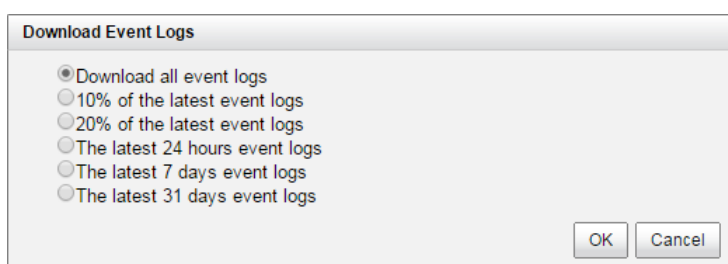 Download Event Logs
Download all event logs
10% of the latest event logs
20% of the latest event logs
The latest 24 hours event logs
The latest 7 days event logs
The latest 31 days event logs
OK Cancel